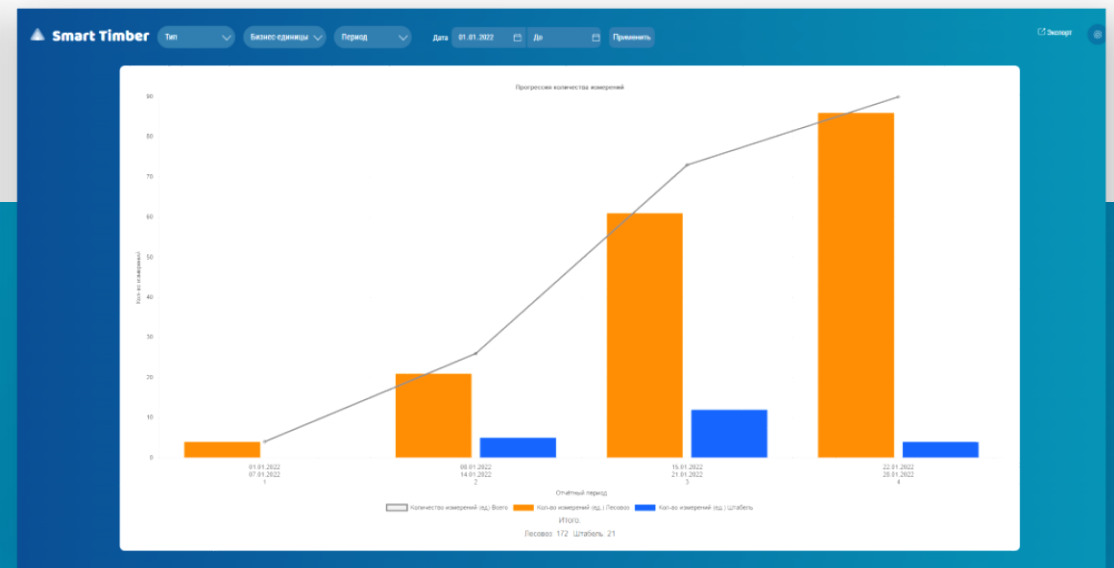 Smart Timber
Тип
Бизнес-единицы
Период
Дата
01.01.2022
До
Применить
Экспорт
Прогрессия количества измерений
90
80
70
60
50
40
30
20
10
0
Кол-во измерений
01.01.2022
07.01.2022
1
08.01.2022
14.01.2022
2
15.01.2022
21.01.2022
3
22.01.2022
28.01.2022
4
Отчётный период
Количество измерений (ед.) Всего
Кол-во измерений (ед.) Лесовоз
Кол-во измерений (ед.) Штабель
Итого:
Лесовоз: 172 Штабель: 21